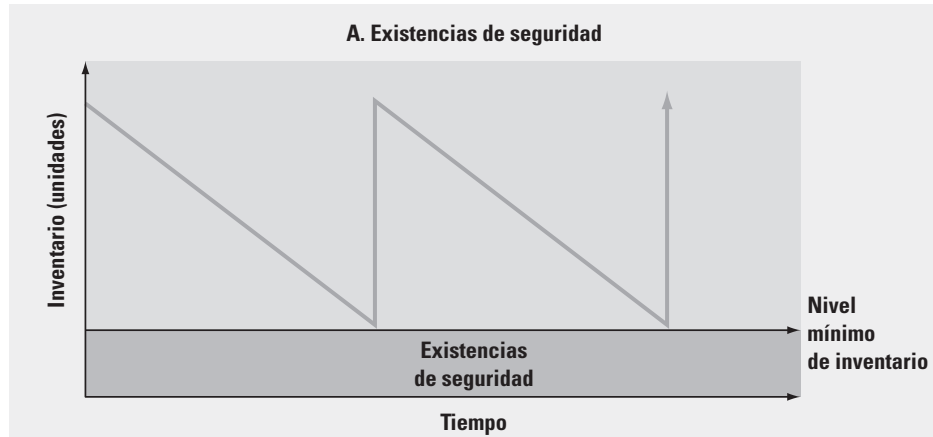 A. Existencias de seguridad
Inventario (unidades)
Existencias
de seguridad
Nivel
mínimo
de inventario
Tiempo